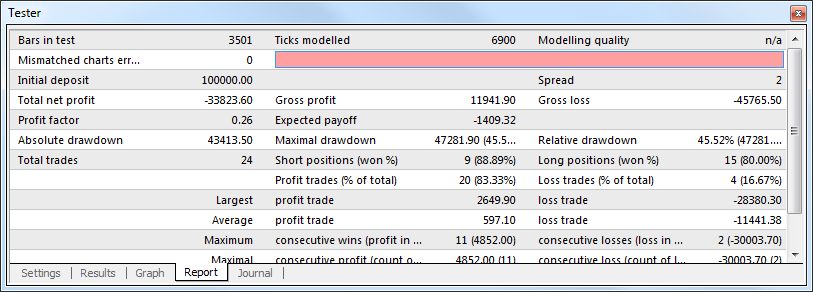 Tester
Bars in test 3501 Ticks modelled 6900 Modelling quality n/a
Mismatched charts err... 0
Initial deposit 100000.00 Spread 2
Total net profit -33823.60 Gross profit 11941.90 Gross loss -45765.50
Profit factor 0.26 Expected payoff -1409.32
Absolute drawdown 43413.50 Maximal drawdown 47281.90 (45.5... Relative drawdown 45.52% (47281....
Total trades 24 Short positions (won %) 9 (88.89%) Long positions (won %) 15 (80.00%)
Profit trades (% of total) 20 (83.33%) Loss trades (% of total) 4 (16.67%)
Largest profit trade 2649.90 loss trade -28380.30
Average profit trade 597.10 loss trade -11441.38
Maximum consecutive wins (profit in ... 11 (4852.00) consecutive losses (loss in ... 2 (-30003.70)
Maximal consecutive profit (count o... 4852.00 (11) consecutive loss (count of l... -30003.70 (2)
Settings Results Graph Report Journal